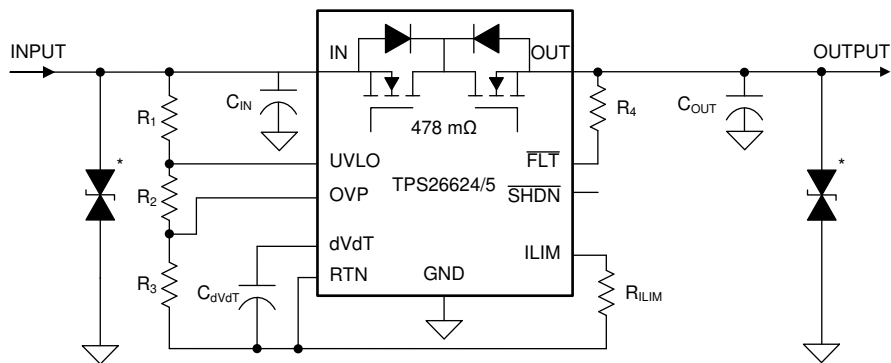 INPUT
IN
OUT
OUTPUT
*
*
R1
CIN
478 mΩ
R4
COUT
UVLO
FLT
R2
OVP
TPS26624/5
SHDN
dVdT
ILIM
R3
RTN
GND
CdVdT
RILIM